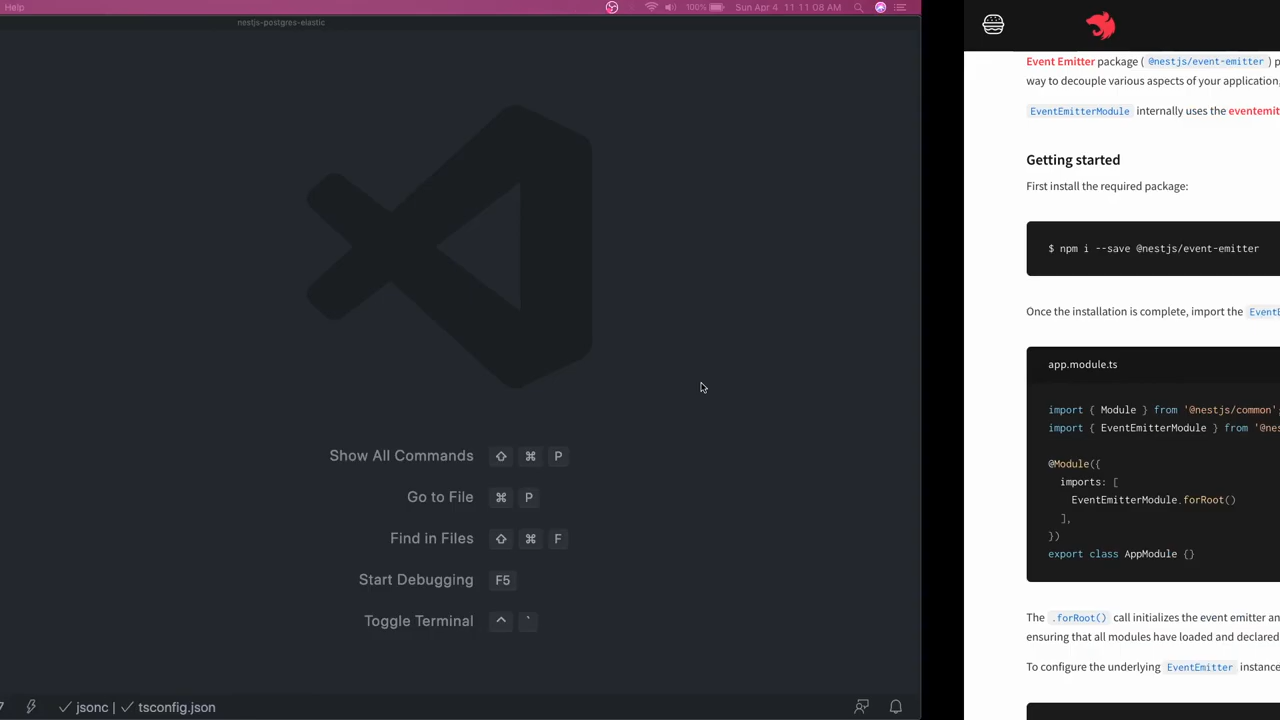 Help
100%
Sun Apr 4 11 11:08 AM
nestjs-postgres-elastic
Show All Commands ⇧ ⌘ P
Go to File ⌘ P
Find in Files ⇧ ⌘ F
Start Debugging F5
Toggle Terminal ^ `
jsonc | tsconfig.json
Event Emitter package ( @nestjs/event-emitter ) p
way to decouple various aspects of your application,
EventEmitterModule internally uses the eventemit
Getting started
First install the required package:
$ npm i --save @nestjs/event-emitter
Once the installation is complete, import the EventE
app.module.ts
import { Module } from '@nestjs/common'
import { EventEmitterModule } from '@nes
@Module({
imports: [
EventEmitterModule.forRoot()
],
})
export class AppModule {}
The .forRoot() call initializes the event emitter an
ensuring that all modules have loaded and declared
To configure the underlying EventEmitter instance